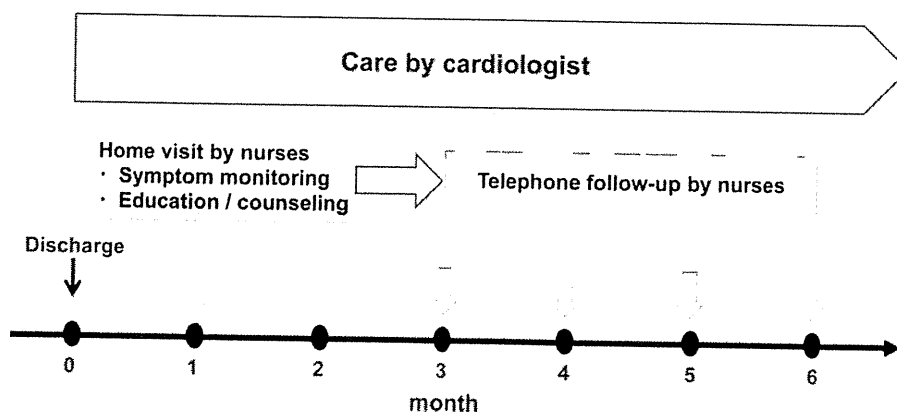 Care by cardiologist
Home visit by nurses
· Symptom monitoring
· Education / counseling
Telephone follow-up by nurses
Discharge
0 1 2 3 4 5 6
month